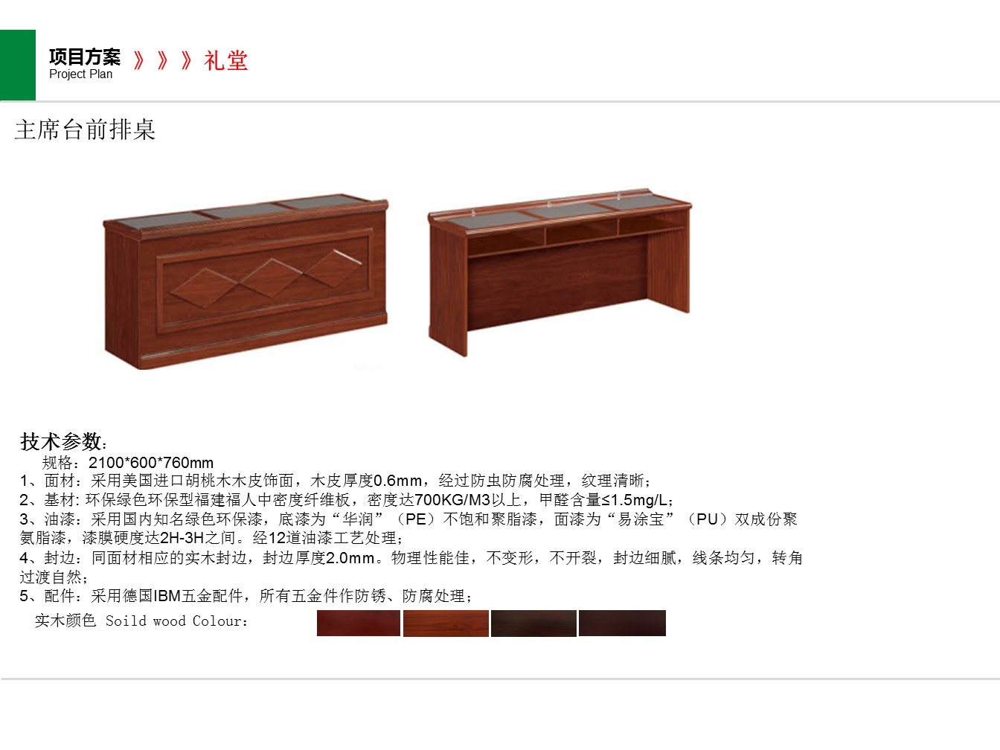 项目方案 》》》礼堂
Project Plan
主席台前排桌
技术参数:
规格：2100*600*760mm
1、面材：采用美国进口胡桃木木皮饰面，木皮厚度0.6mm，经过防虫防腐处理，纹理清晰；
2、基材: 环保绿色环保型福建福人中密度纤维板，密度达700KG/M3以上，甲醛含量≤1.5mg/L；
3、油漆：采用国内知名绿色环保漆，底漆为“华润”（PE）不饱和聚脂漆，面漆为“易涂宝”（PU）双成份聚
氨脂漆，漆膜硬度达2H-3H之间。经12道油漆工艺处理；
4、封边：同面材相应的实木封边，封边厚度2.0mm。物理性能佳，不变形，不开裂，封边细腻，线条均匀，转角
过渡自然；
5、配件：采用德国IBM五金配件，所有五金件作防锈、防腐处理；
实木颜色 Soild wood Colour：